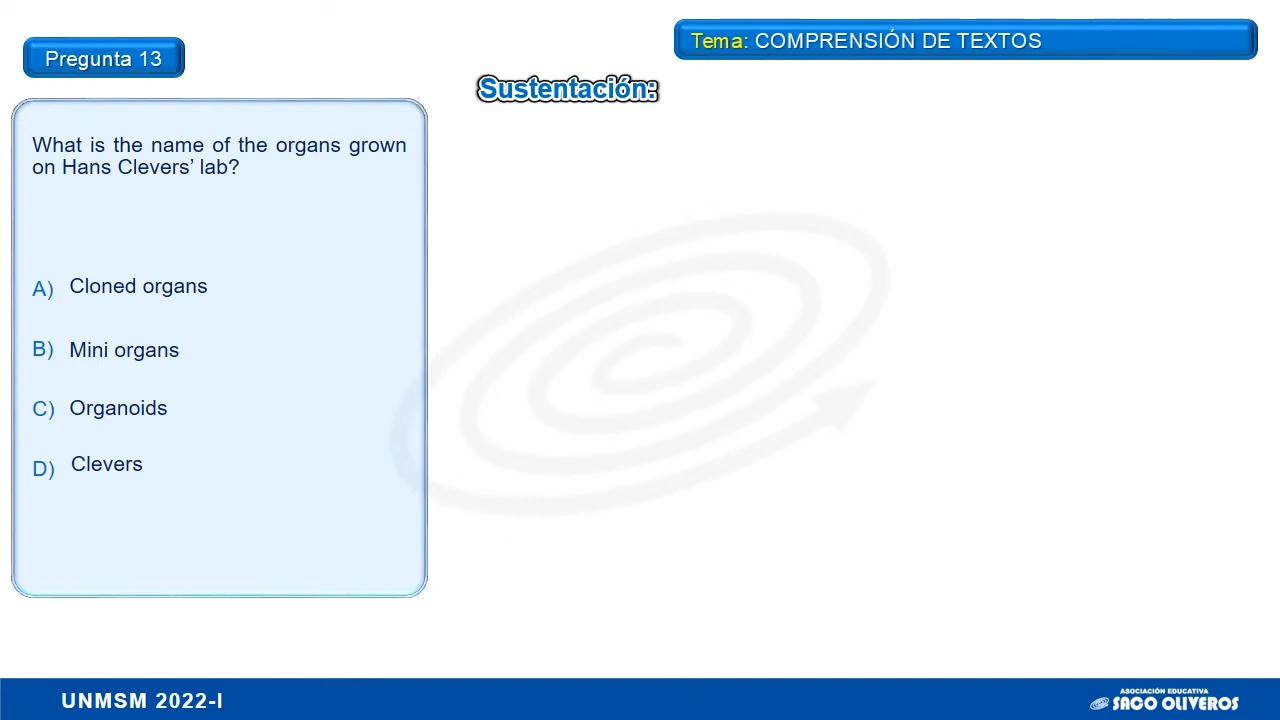 Pregunta 13
Tema: COMPRENSIÓN DE TEXTOS
Sustentación:
What is the name of the organs grown
on Hans Clevers’ lab?
A) Cloned organs
B) Mini organs
C) Organoids
D) Clevers
UNMSM 2022-I
ASOCIACIÓN EDUCATIVA
SACO OLIVEROS